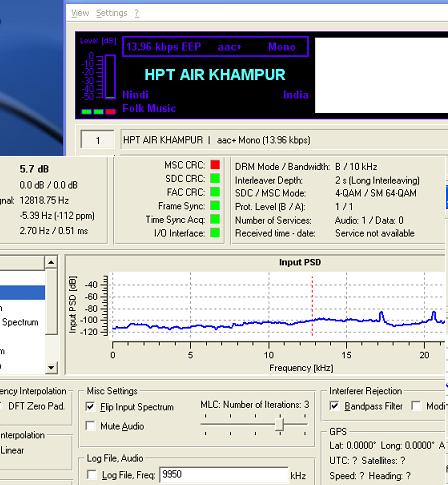 View Settings ?
Level [dB]
0
-10
-20
-30
-40
-50
13.96 kbps EEP aac+ Mono
HPT AIR KHAMPUR
Hindi India
Folk Music
1 HPT AIR KHAMPUR | aac+ Mono (13.96 kbps)
5.7 dB
0.0 dB / 0.0 dB
12818.75 Hz
-5.39 Hz (-112 ppm)
2.70 Hz / 0.51 ms
MSC CRC:
SDC CRC:
FAC CRC:
Frame Sync:
Time Sync Acq:
I/O Interface:
DRM Mode / Bandwidth: B / 10 kHz
Interleaver Depth: 2 s (Long Interleaving)
SDC / MSC Mode: 4-QAM / SM 64-QAM
Prot. Level (B / A): 1 / 1
Number of Services: Audio: 1 / Data: 0
Received time - date: Service not available
Spectrum
Input PSD
Input PSD [dB]
-40
-60
-80
-100
-120
0 5 10 15 20
Frequency [kHz]
ency Interpolation
DFT Zero Pad.
nterpolation
Linear
Misc Settings
Flip Input Spectrum
Mute Audio
MLC: Number of Iterations: 3
Log File, Audio
Log File, Freq: 9950 kHz
Interferer Rejection
Bandpass Filter Modi
GPS
Lat: 0.0000° Long: 0.0000° A
UTC: ? Satellites: ?
Speed: ? Heading: ?